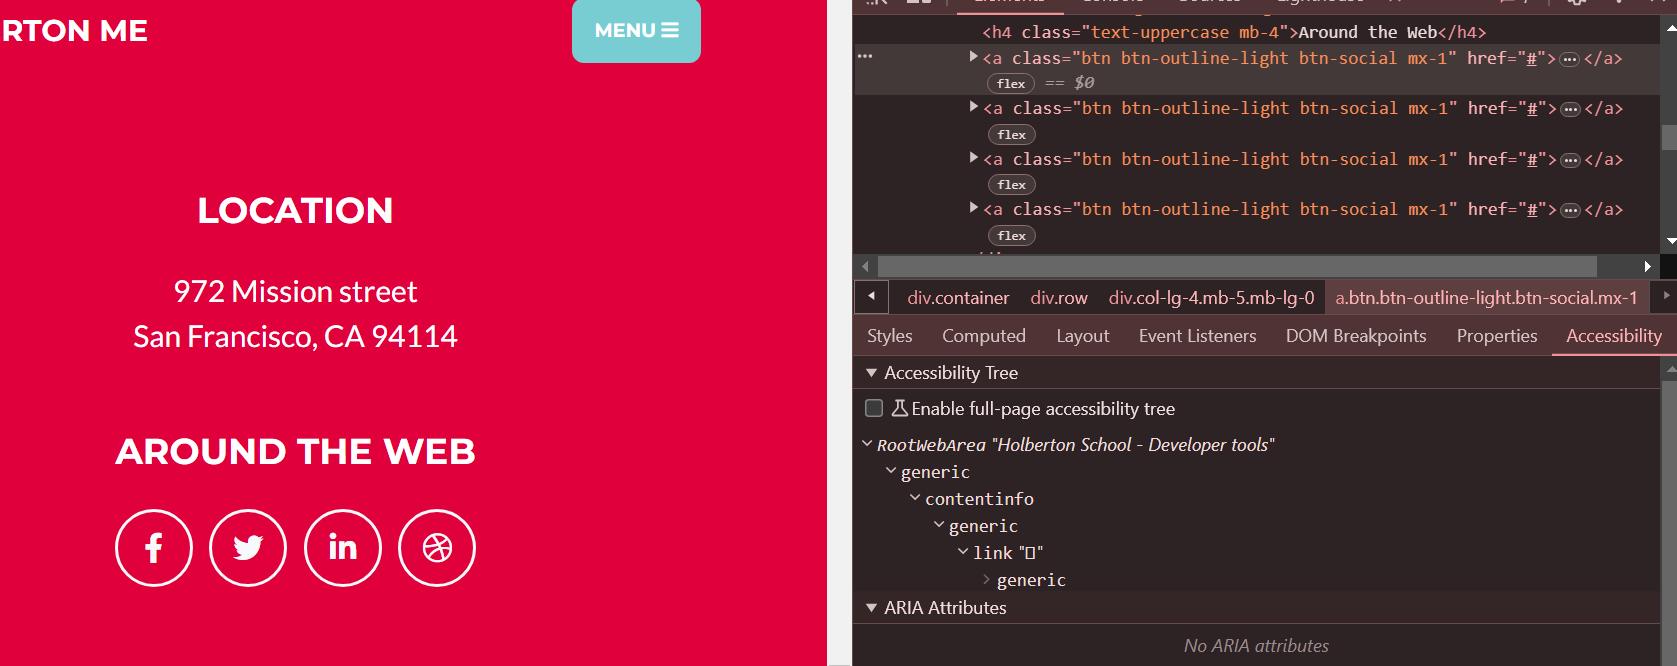 RTON ME
MENU
LOCATION
972 Mission street
San Francisco, CA 94114
AROUND THE WEB
<h4 class="text-uppercase mb-4">Around the Web</h4>
<a class="btn btn-outline-light btn-social mx-1" href="#">…</a>
flex == $0
<a class="btn btn-outline-light btn-social mx-1" href="#">…</a>
flex
<a class="btn btn-outline-light btn-social mx-1" href="#">…</a>
flex
<a class="btn btn-outline-light btn-social mx-1" href="#">…</a>
flex
div.container div.row div.col-lg-4.mb-5.mb-lg-0 a.btn.btn-outline-light.btn-social.mx-1
Styles Computed Layout Event Listeners DOM Breakpoints Properties Accessibility
Accessibility Tree
Enable full-page accessibility tree
RootWebArea "Holberton School - Developer tools"
generic
contentinfo
generic
link "▯"
generic
ARIA Attributes
No ARIA attributes